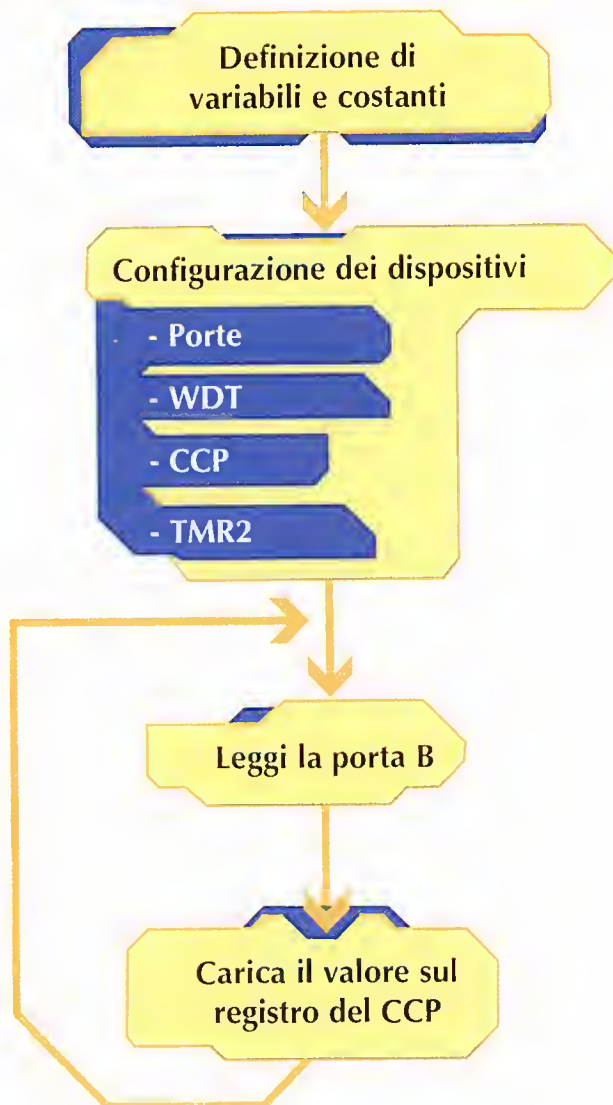 Definizione di
variabili e costanti
Configurazione dei dispositivi
- Porte
- WDT
- CCP
- TMR2
Leggi la porta B
Carica il valore sul
registro del CCP